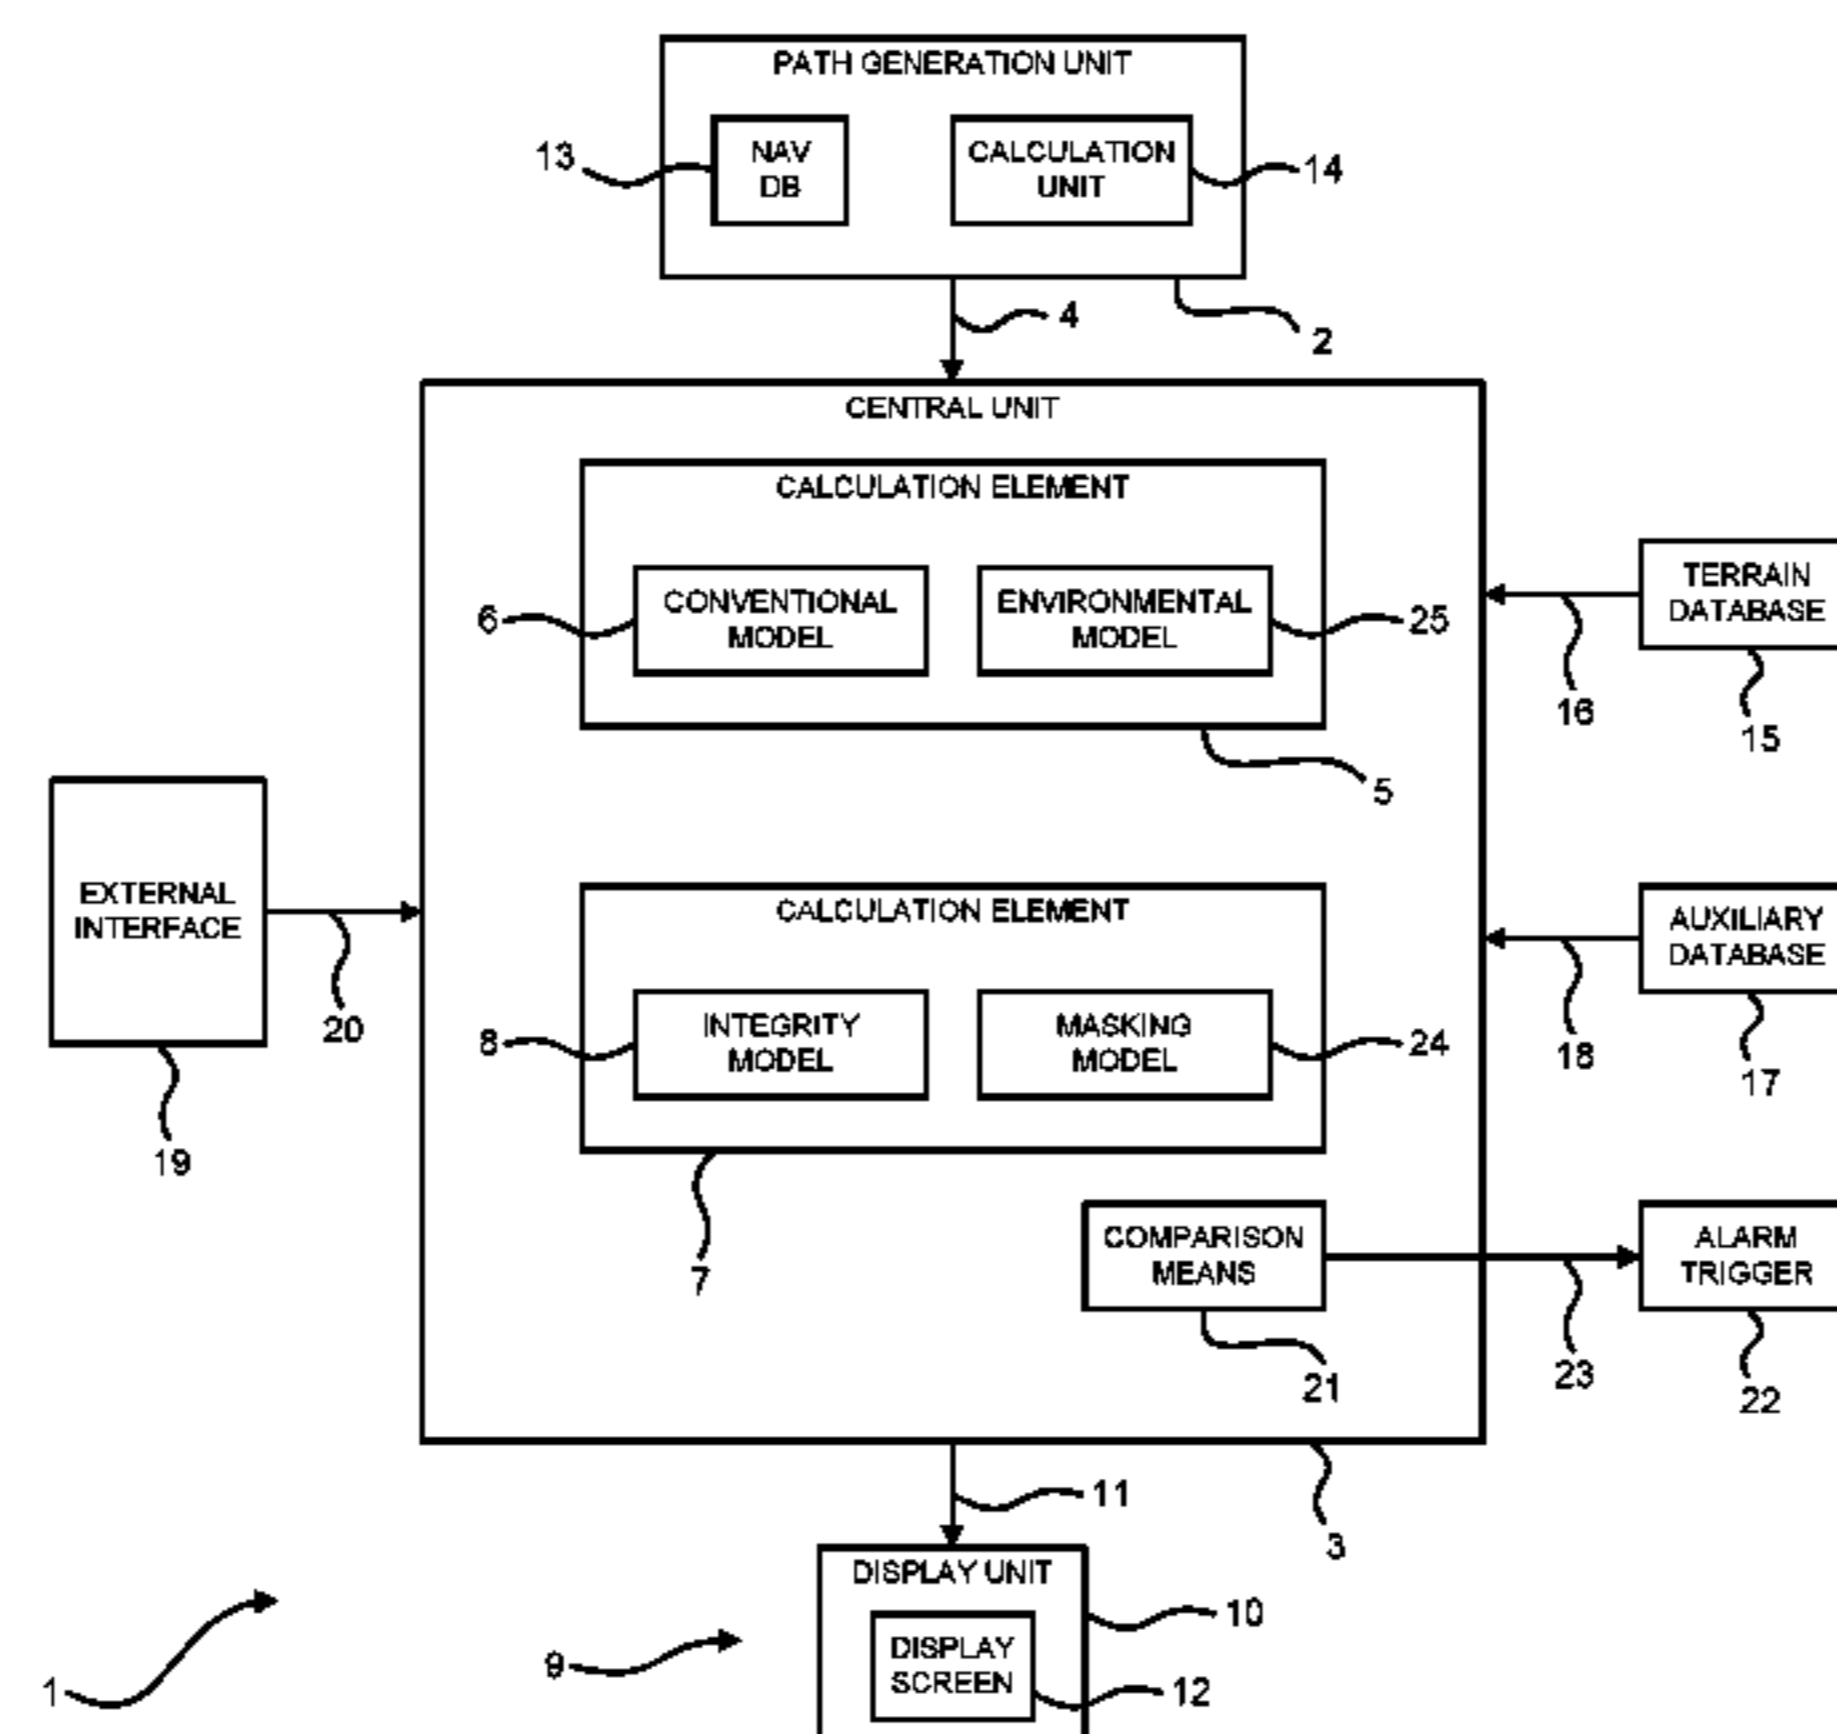 PATH GENERATION UNIT
13
NAV
DB
CALCULATION
UNIT
14
4
2
CENTRAL UNIT
CALCULATION ELEMENT
6
CONVENTIONAL
MODEL
ENVIRONMENTAL
MODEL
25
TERRAIN
DATABASE
16
15
5
EXTERNAL
INTERFACE
20
19
CALCULATION ELEMENT
8
INTEGRITY
MODEL
MASKING
MODEL
24
AUXILIARY
DATABASE
18
17
7
COMPARISON
MEANS
21
ALARM
TRIGGER
23
22
11
3
DISPLAY UNIT
10
9
DISPLAY
SCREEN
12
1